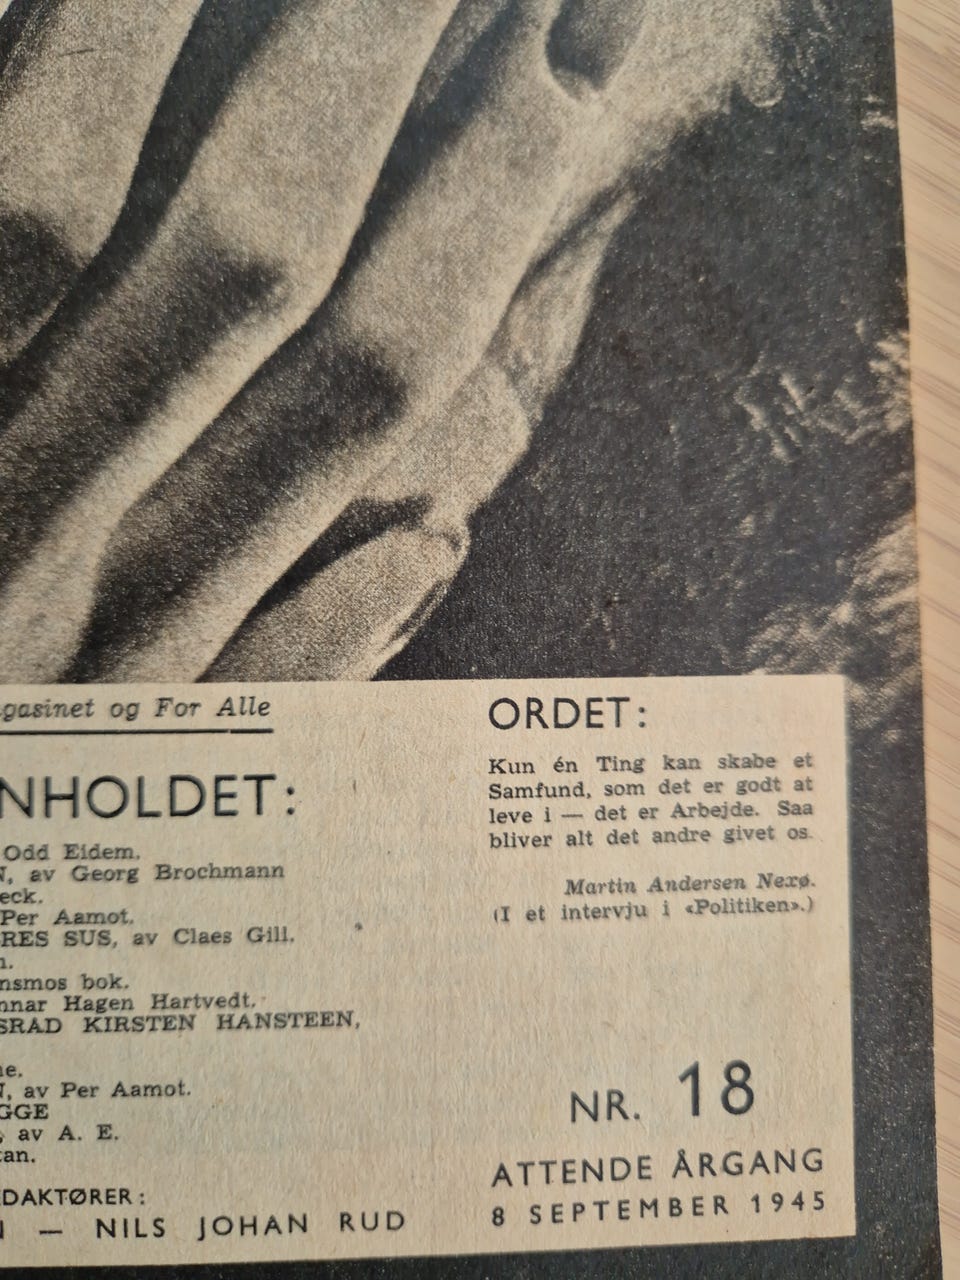 gasinet og For Alle
NHOLDET:
Odd Eidem.
N, av Georg Brochmann
eck.
Per Aamot.
RES SUS, av Claes Gill.
n.
nsmos bok.
nnar Hagen Hartvedt.
SRAD KIRSTEN HANSTEEN,
ne.
N, av Per Aamot.
GGE
, av A. E.
tan.
DAKTØRER:
N — NILS JOHAN RUD
ORDET:
Kun én Ting kan skabe et
Samfund, som det er godt at
leve i — det er Arbejde. Saa
bliver alt det andre givet os.
Martin Andersen Nexø.
(I et intervju i «Politiken».)
NR. 18
ATTENDE ÅRGANG
8 SEPTEMBER 1945